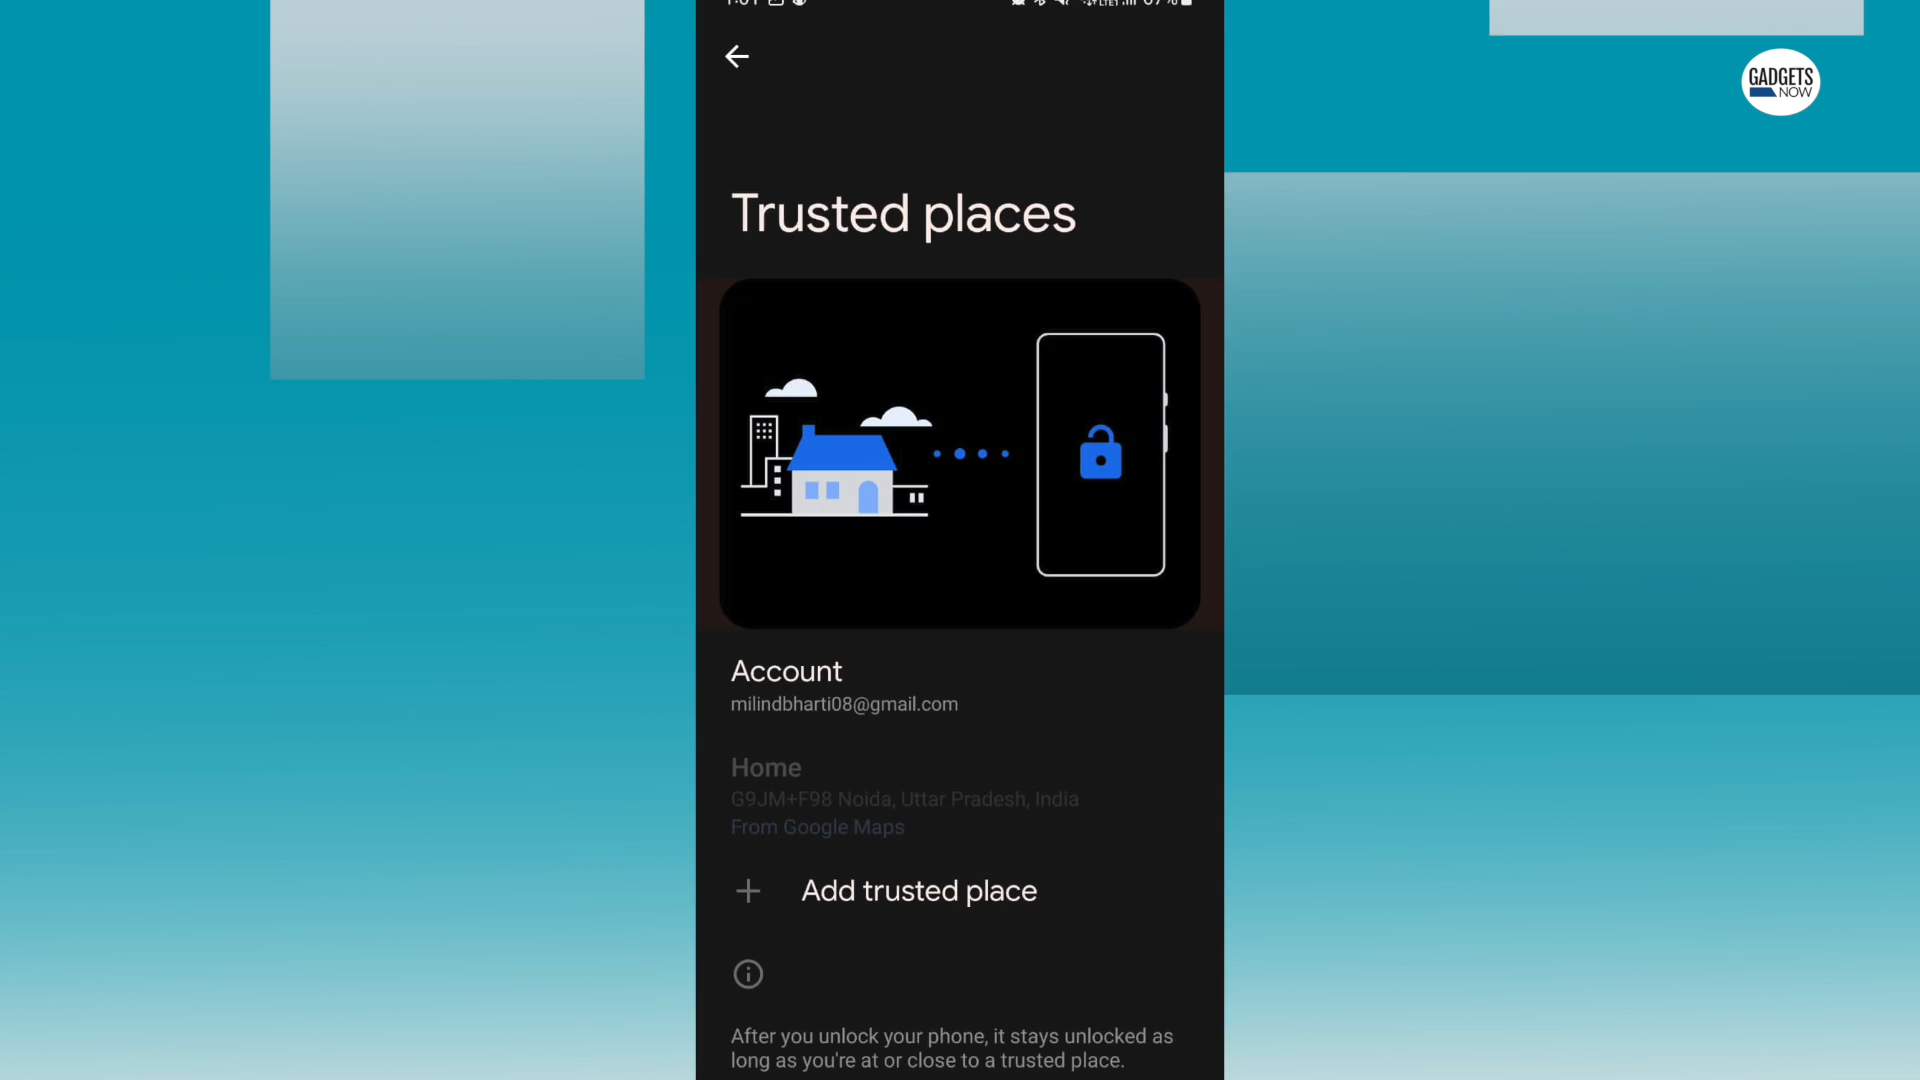 GADGETS
NOW
Trusted places
Account
milindbharti08@gmail.com
Home
G9JM+F98 Noida, Uttar Pradesh, India
From Google Maps
Add trusted place
After you unlock your phone, it stays unlocked as
long as you're at or close to a trusted place.